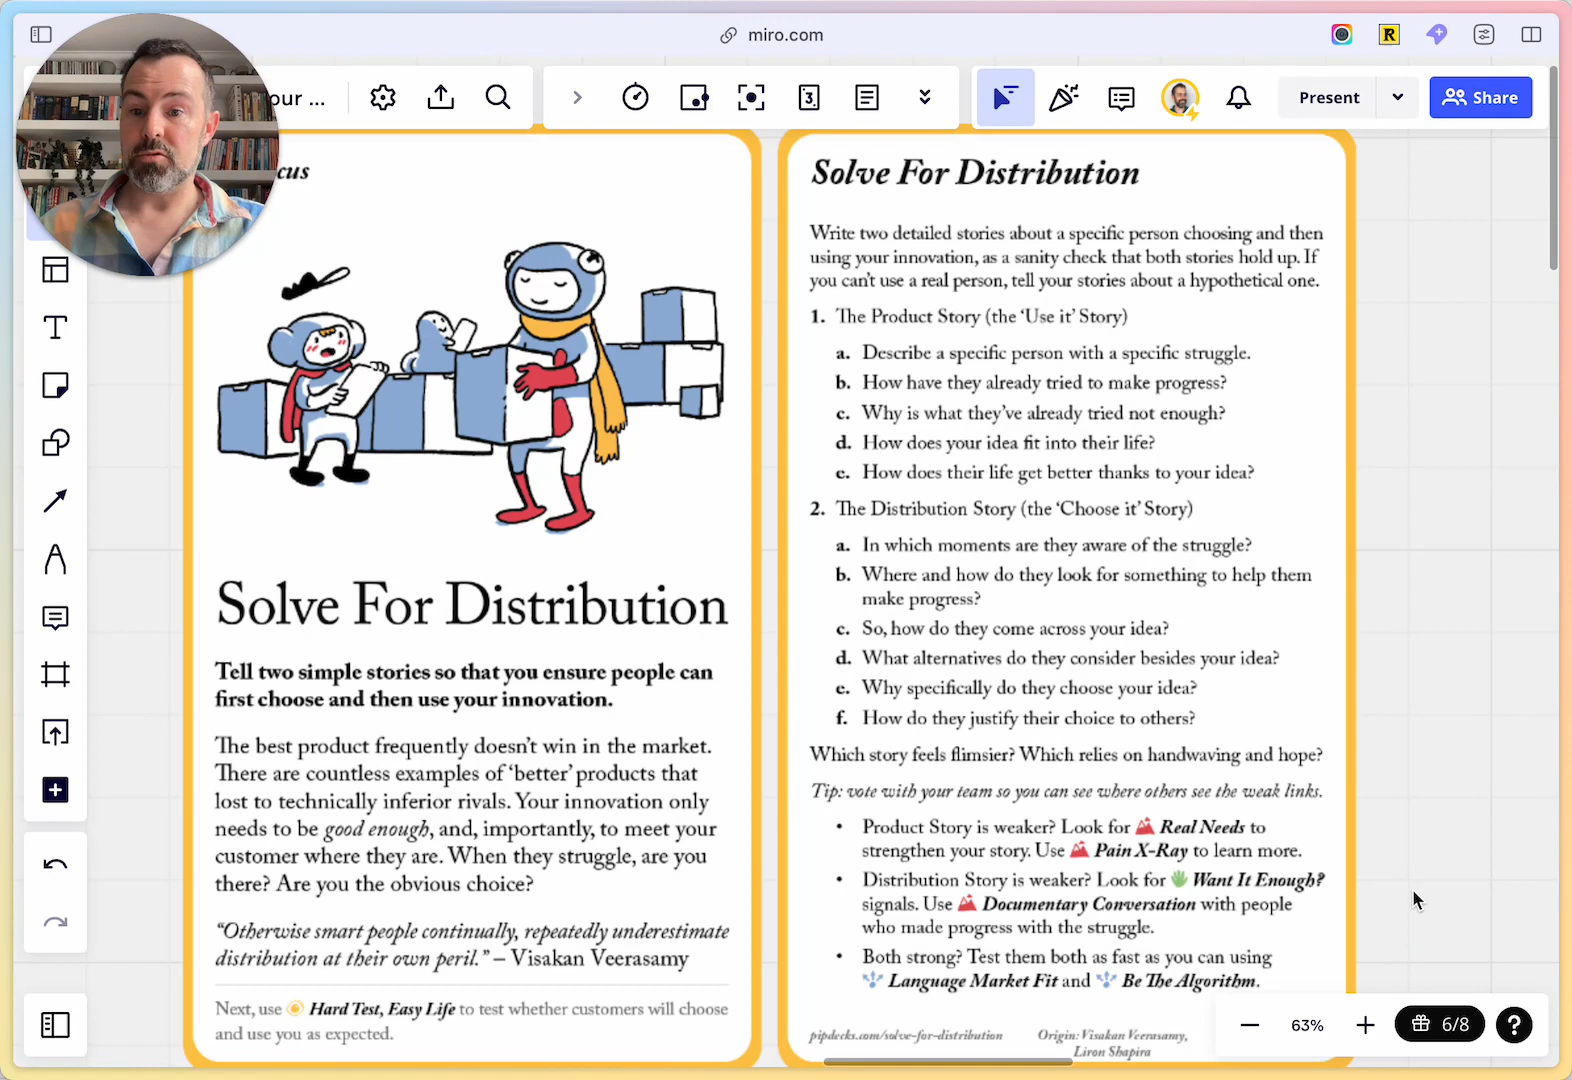 miro.com
our ...
3
Present
Share
cus
Solve For Distribution
Tell two simple stories so that you ensure people can
first choose and then use your innovation.
The best product frequently doesn't win in the market.
There are countless examples of 'better' products that
lost to technically inferior rivals. Your innovation only
needs to be good enough, and, importantly, to meet your
customer where they are. When they struggle, are you
there? Are you the obvious choice?
"Otherwise smart people continually, repeatedly underestimate
distribution at their own peril." – Visakan Veerasamy
Next, use Hard Test, Easy Life to test whether customers will choose
and use you as expected.
Solve For Distribution
Write two detailed stories about a specific person choosing and then
using your innovation, as a sanity check that both stories hold up. If
you can't use a real person, tell your stories about a hypothetical one.
1. The Product Story (the 'Use it' Story)
a. Describe a specific person with a specific struggle.
b. How have they already tried to make progress?
c. Why is what they've already tried not enough?
d. How does your idea fit into their life?
e. How does their life get better thanks to your idea?
2. The Distribution Story (the 'Choose it' Story)
a. In which moments are they aware of the struggle?
b. Where and how do they look for something to help them
make progress?
c. So, how do they come across your idea?
d. What alternatives do they consider besides your idea?
e. Why specifically do they choose your idea?
f. How do they justify their choice to others?
Which story feels flimsier? Which relies on handwaving and hope?
Tip: vote with your team so you can see where others see the weak links.
• Product Story is weaker? Look for Real Needs to
strengthen your story. Use Pain X-Ray to learn more.
• Distribution Story is weaker? Look for Want It Enough?
signals. Use Documentary Conversation with people
who made progress with the struggle.
• Both strong? Test them both as fast as you can using
Language Market Fit and Be The Algorithm.
pipdecks.com/solve-for-distribution
Origin: Visakan Veerasamy,
Liron Shapira
63%
6/8
?